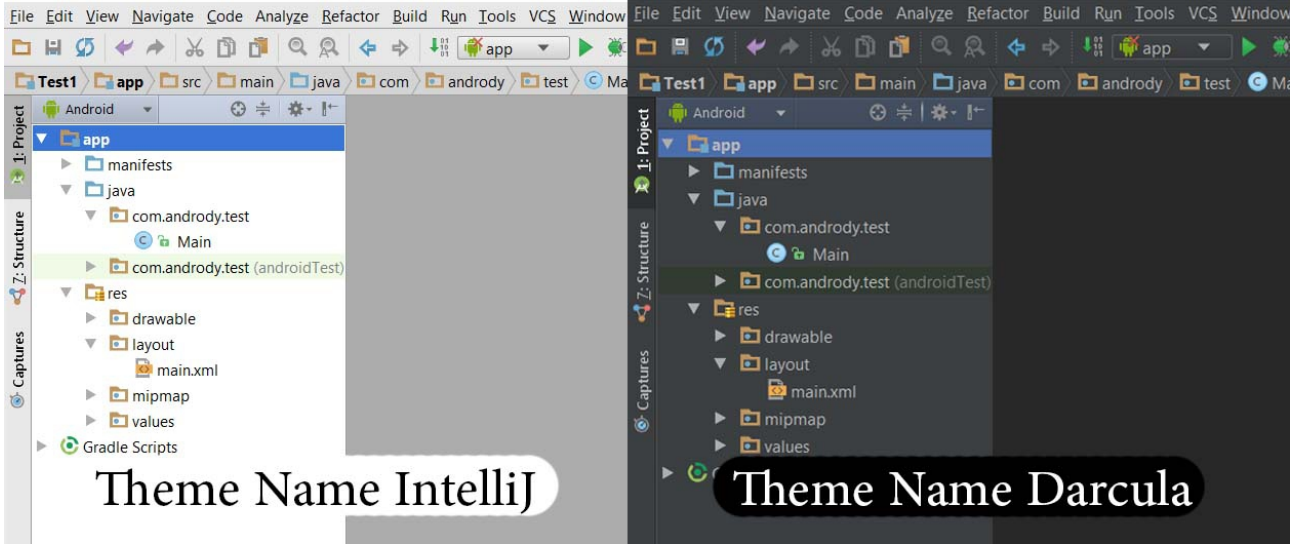 File Edit View Navigate Code Analyze Refactor Build Run Tools VCS Window
app
Test1 app src main java com andrody test Ma
1: Project
7: Structure
Captures
Android
app
manifests
java
com.andrody.test
Main
com.andrody.test (androidTest)
res
drawable
layout
main.xml
mipmap
values
Gradle Scripts
Theme Name IntelliJ
File Edit View Navigate Code Analyze Refactor Build Run Tools VCS Window
app
Test1 app src main java com andrody test Ma
1: Project
7: Structure
Captures
Android
app
manifests
java
com.andrody.test
Main
com.andrody.test (androidTest)
res
drawable
layout
main.xml
mipmap
values
Theme Name Darcula